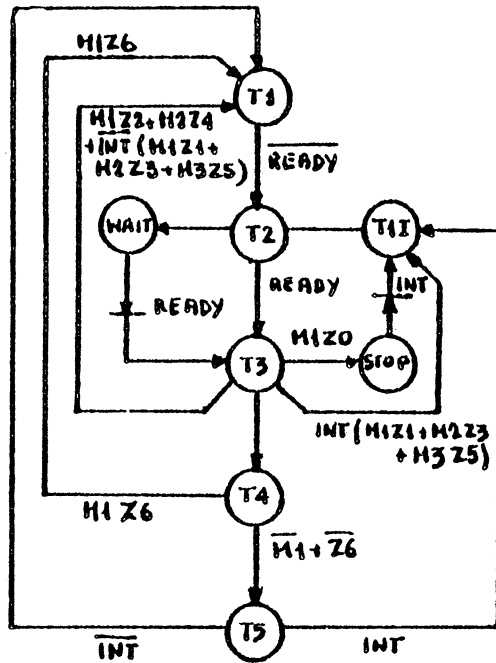 M1Z6
T1
M1Z2+M2Z4
+INT(M1Z1+
M2Z3+M3Z5)
READY
WAIT
T2
T1I
READY
READY
INT
M1Z0
T3
STOP
INT(M1Z1+M2Z3
+M3Z5)
T4
M1Z6
M1+Z6
T5
INT
INT